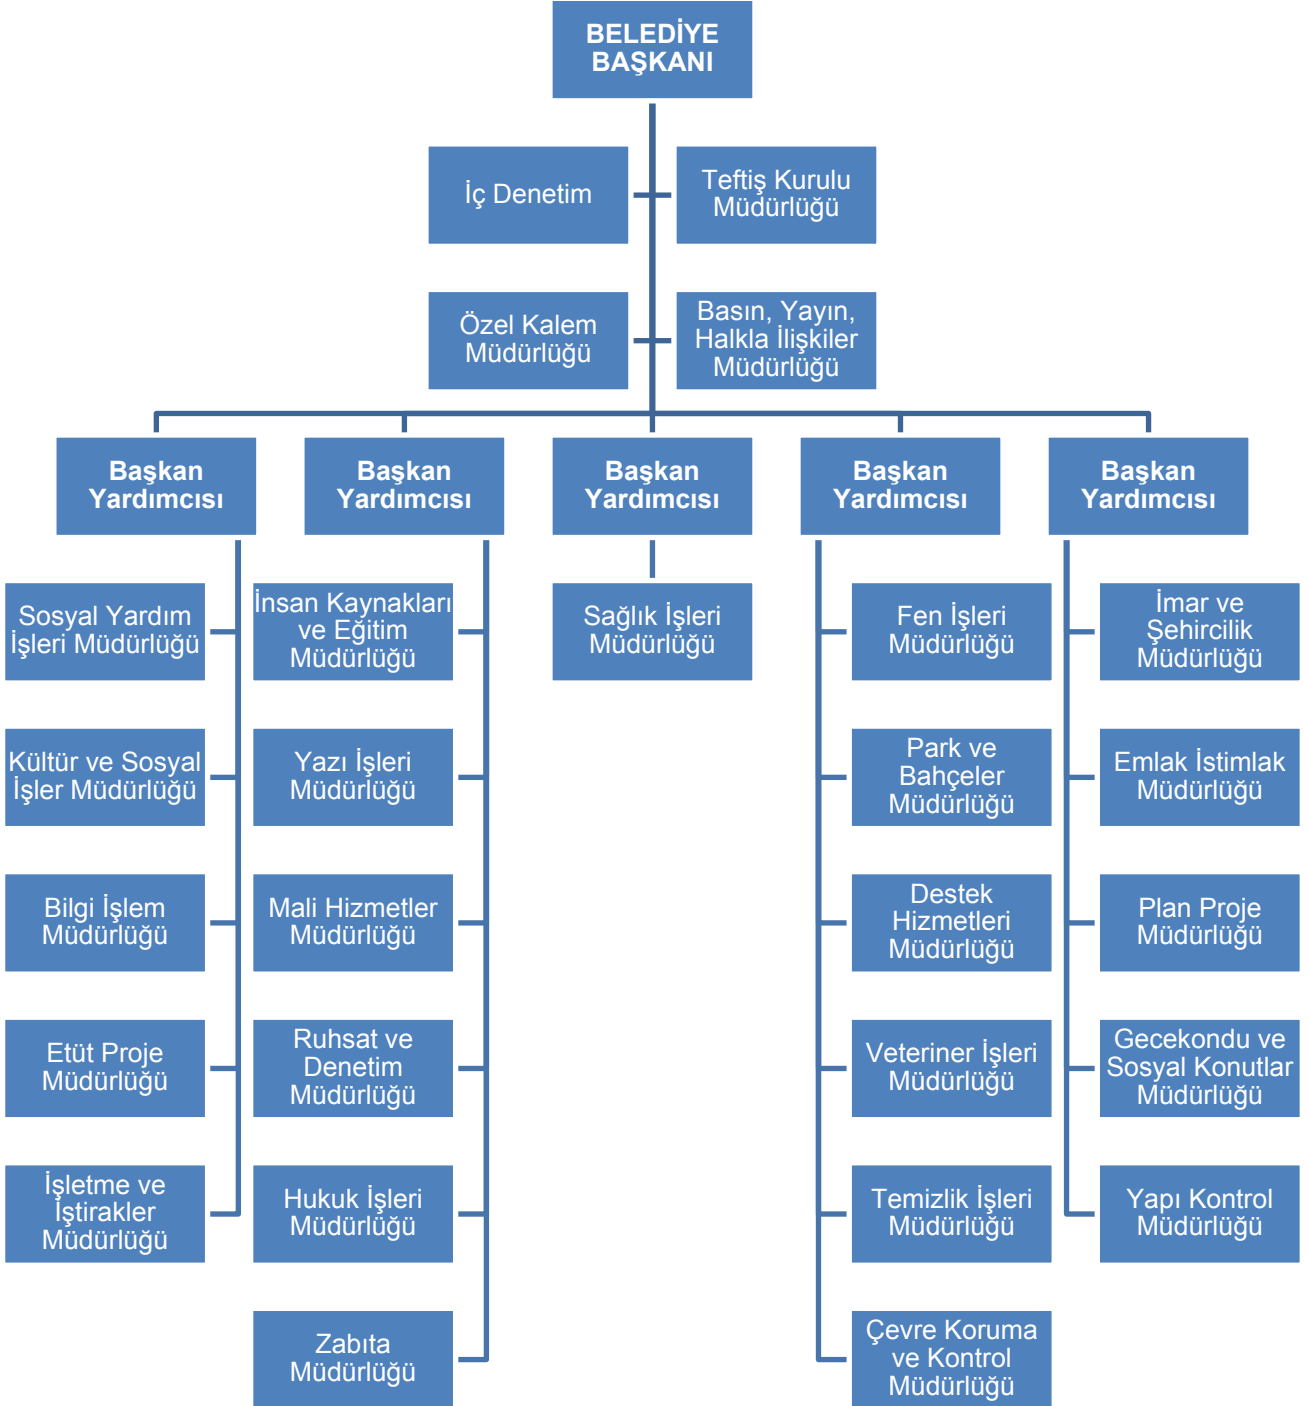 BELEDİYE
BAŞKANI
İç Denetim
Teftiş Kurulu
Müdürlüğü
Özel Kalem
Müdürlüğü
Basın, Yayın,
Halkla İlişkiler
Müdürlüğü
Başkan
Yardımcısı
Başkan
Yardımcısı
Başkan
Yardımcısı
Başkan
Yardımcısı
Başkan
Yardımcısı
Sosyal Yardım
İşleri Müdürlüğü
İnsan Kaynakları
ve Eğitim
Müdürlüğü
Sağlık İşleri
Müdürlüğü
Fen İşleri
Müdürlüğü
İmar ve
Şehircilik
Müdürlüğü
Kültür ve Sosyal
İşler Müdürlüğü
Yazı İşleri
Müdürlüğü
Park ve
Bahçeler
Müdürlüğü
Emlak İstimlak
Müdürlüğü
Bilgi İşlem
Müdürlüğü
Mali Hizmetler
Müdürlüğü
Destek
Hizmetleri
Müdürlüğü
Plan Proje
Müdürlüğü
Etüt Proje
Müdürlüğü
Ruhsat ve
Denetim
Müdürlüğü
Veteriner İşleri
Müdürlüğü
Gecekondu ve
Sosyal Konutlar
Müdürlüğü
İşletme ve
İştirakler
Müdürlüğü
Hukuk İşleri
Müdürlüğü
Temizlik İşleri
Müdürlüğü
Yapı Kontrol
Müdürlüğü
Zabıta
Müdürlüğü
Çevre Koruma
ve Kontrol
Müdürlüğü